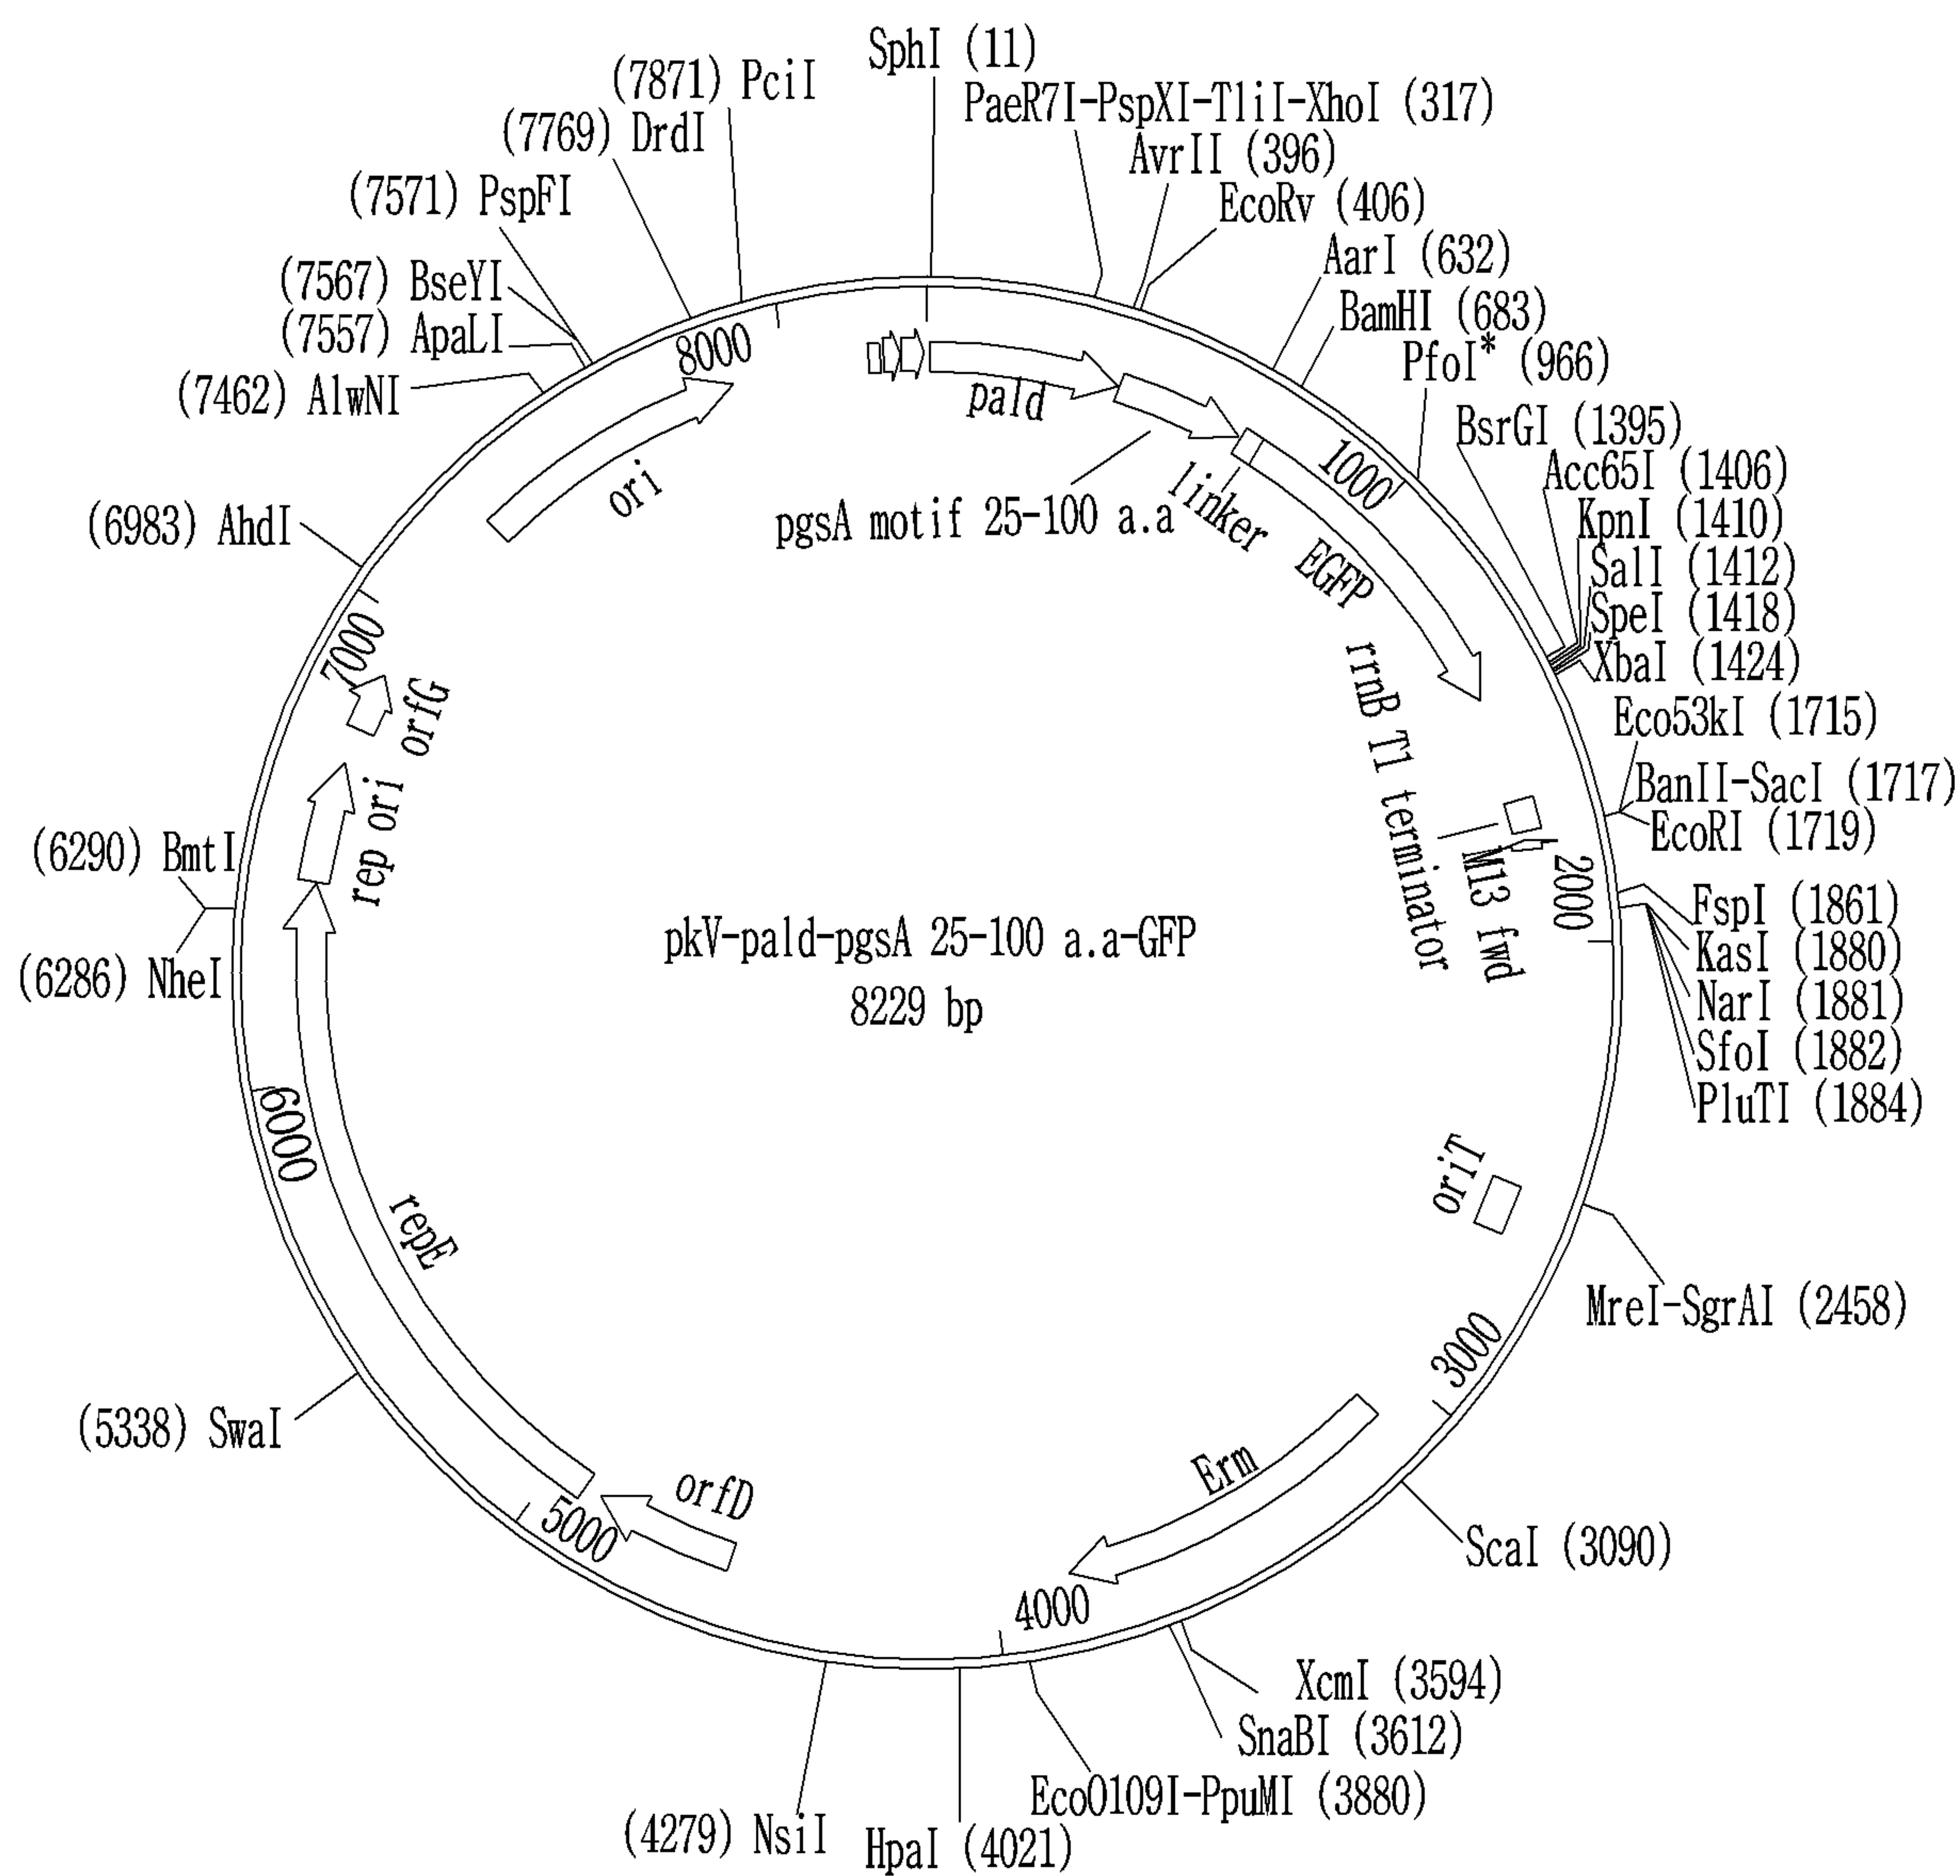 SphI (11)
PaeR7I-PspXI-TliI-XhoI (317)
AvrII (396)
EcoRv (406)
AarI (632)
BamHI (683)
PfoI* (966)
BsrGI (1395)
Acc65I (1406)
KpnI (1410)
SalI (1412)
SpeI (1418)
XbaI (1424)
Eco53kI (1715)
BanII-SacI (1717)
EcoRI (1719)
FspI (1861)
KasI (1880)
NarI (1881)
SfoI (1882)
PluTI (1884)
MreI-SgrAI (2458)
ScaI (3090)
XcmI (3594)
SnaBI (3612)
EcoO109I-PpuMI (3880)
HpaI (4021)
(4279) NsiI
(5338) SwaI
(6286) NheI
(6290) BmtI
(6983) AhdI
(7462) AlwNI
(7557) ApaLI
(7567) BseYI
(7571) PspFI
(7769) DrdI
(7871) PciI
pald
pgsA motif 25-100 a.a
linker
EGFP
1000
rrnB T1 terminator
M13 fwd
2000
oriT
3000
Erm
4000
orfD
5000
repE
6000
rep ori
orfG
7000
ori
8000
pkV-pald-pgsA 25-100 a.a-GFP
8229 bp